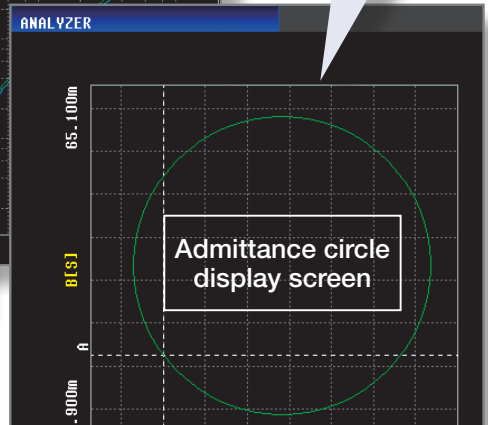 ANALYZER
65.100m
B[S]
A
.900m
Admittance circle
display screen